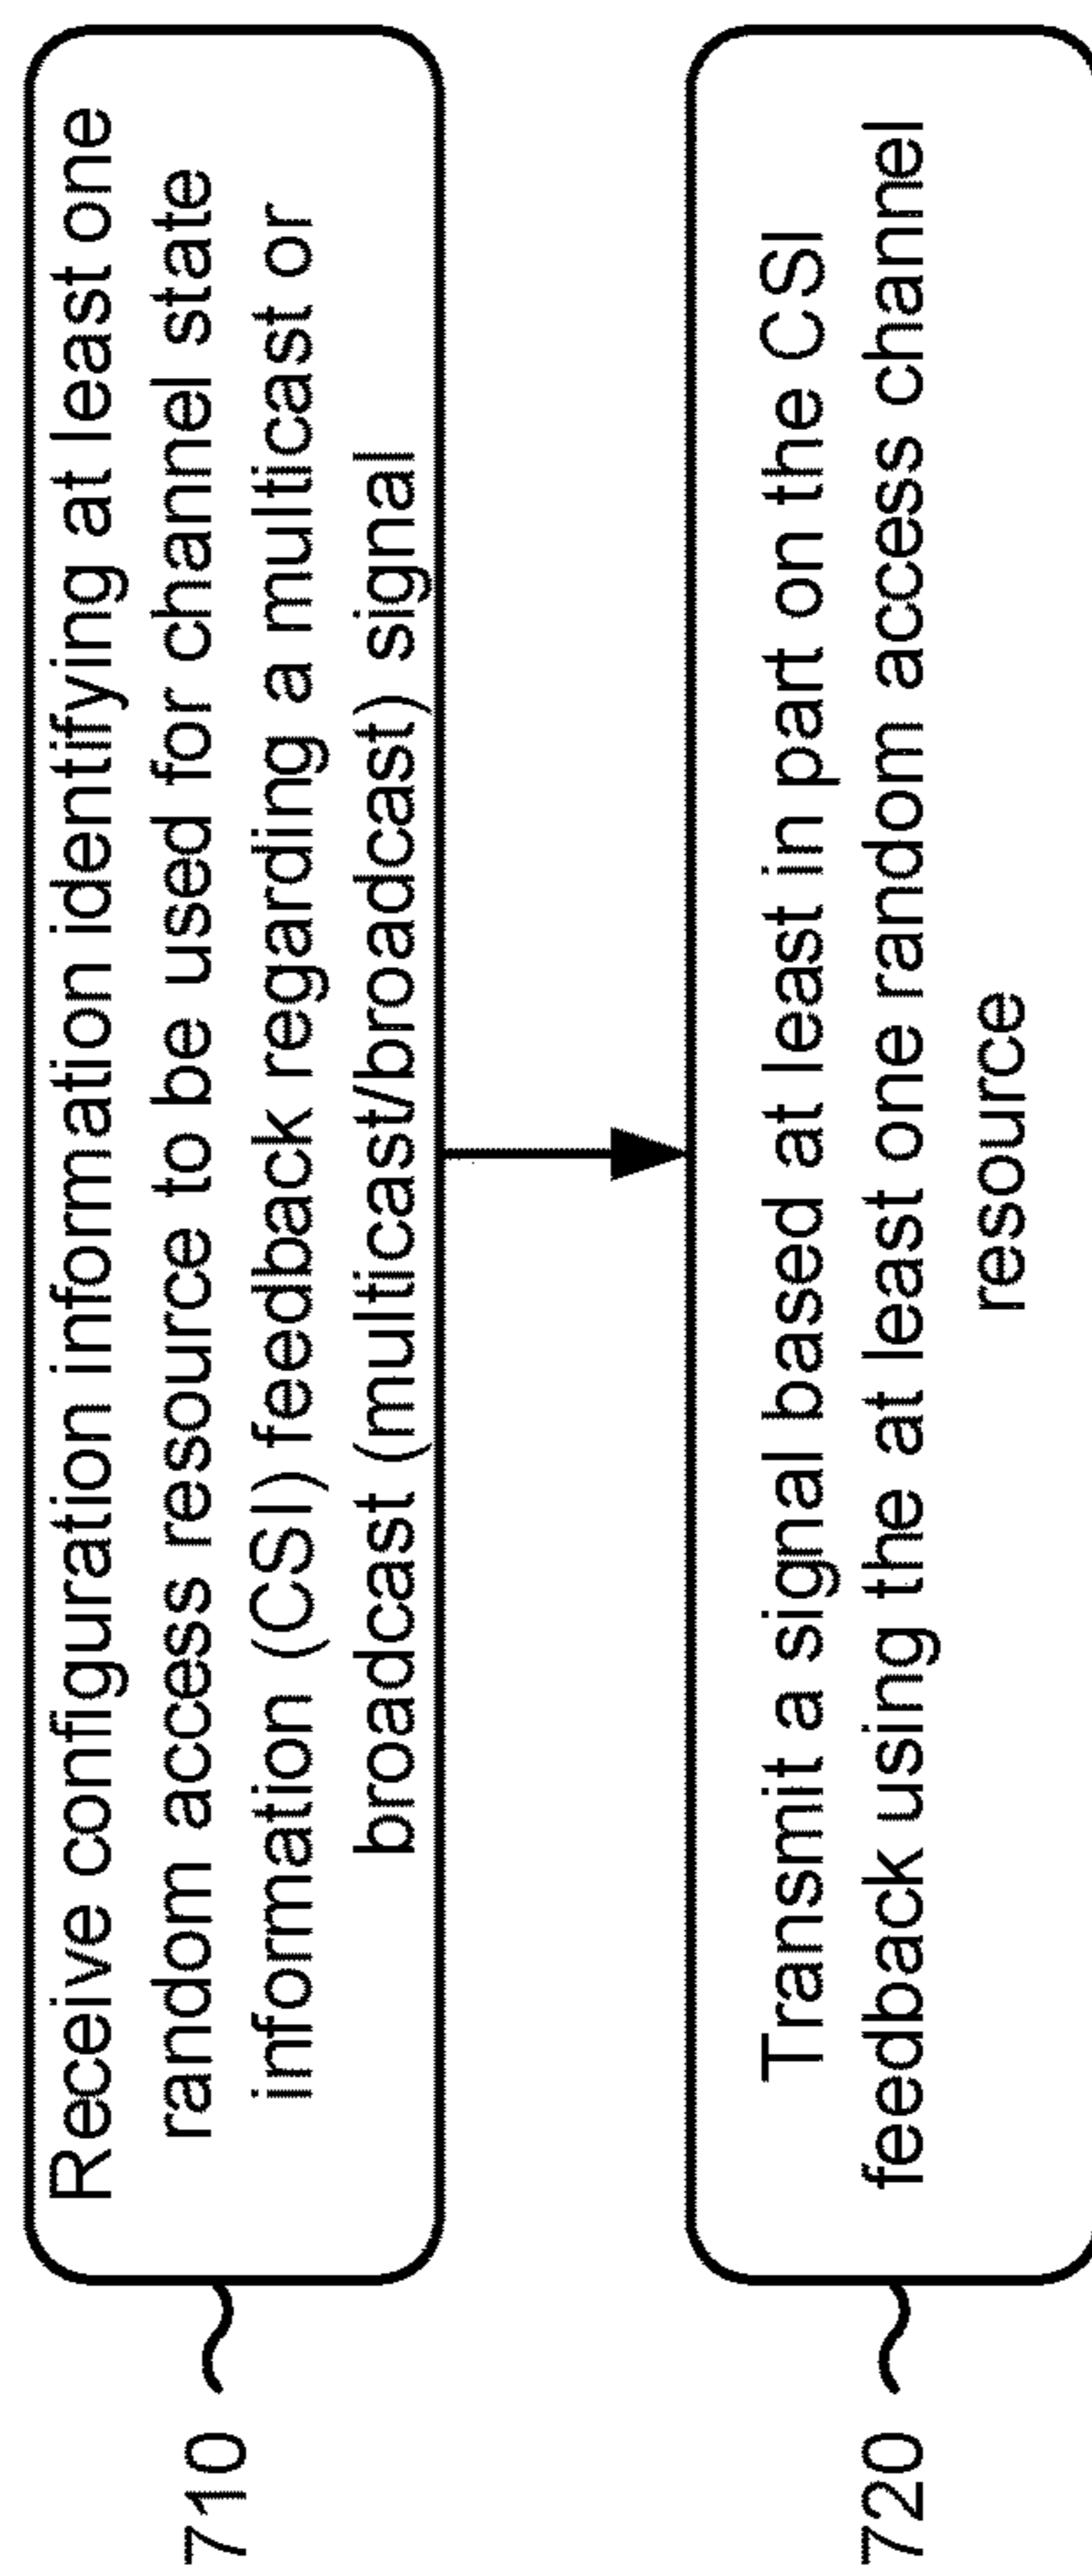 710
Receive configuration information identifying at least one
random access resource to be used for channel state
information (CSI) feedback regarding a multicast or
broadcast (multicast/broadcast) signal
720
Transmit a signal based at least in part on the CSI
feedback using the at least one random access channel
resource